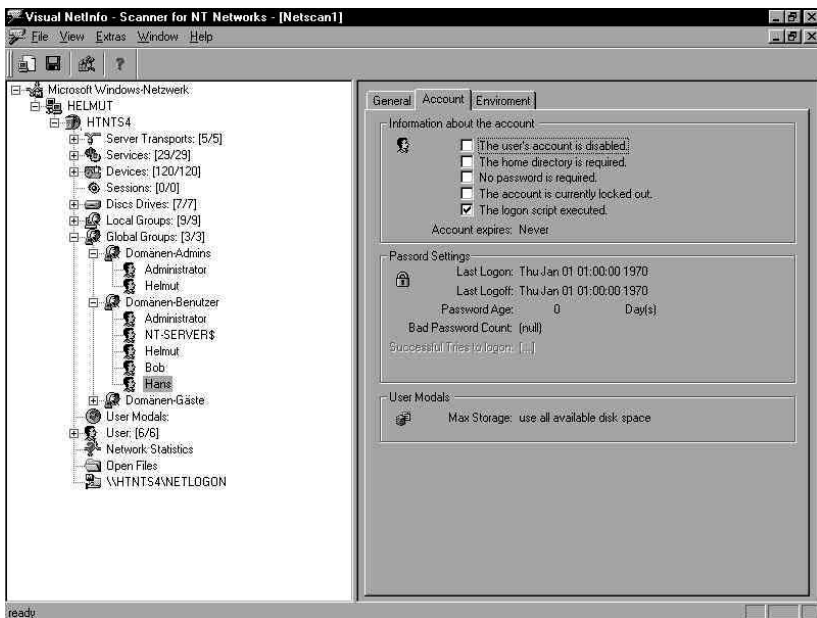 Visual NetInfo - Scanner for NT Networks - [Netscan1]
File View Extras Window Help
Microsoft Windows-Netzwerk
HELMUT
HTNTS4
Server Transports: [5/5]
Services: [29/29]
Devices: [120/120]
Sessions: [0/0]
Discs Drives: [7/7]
Local Groups: [9/9]
Global Groups: [3/3]
Domänen-Admins
Administrator
Helmut
Domänen-Benutzer
Administrator
NT-SERVER$
Helmut
Bob
Hans
Domänen-Gäste
User Modals:
User: [6/6]
Network Statistics
Open Files
\\HTNTS4\NETLOGON
General Account Enviroment
Information about the account
The user's account is disabled.
The home directory is required.
No password is required.
The account is currently locked out.
The logon script executed.
Account expires: Never
Passord Settings
Last Logon: Thu Jan 01 01:00:00 1970
Last Logoff: Thu Jan 01 01:00:00 1970
Password Age: 0 Day(s)
Bad Password Count: (null)
Successful Tries to logon: [...]
User Modals
Max Storage: use all available disk space
ready